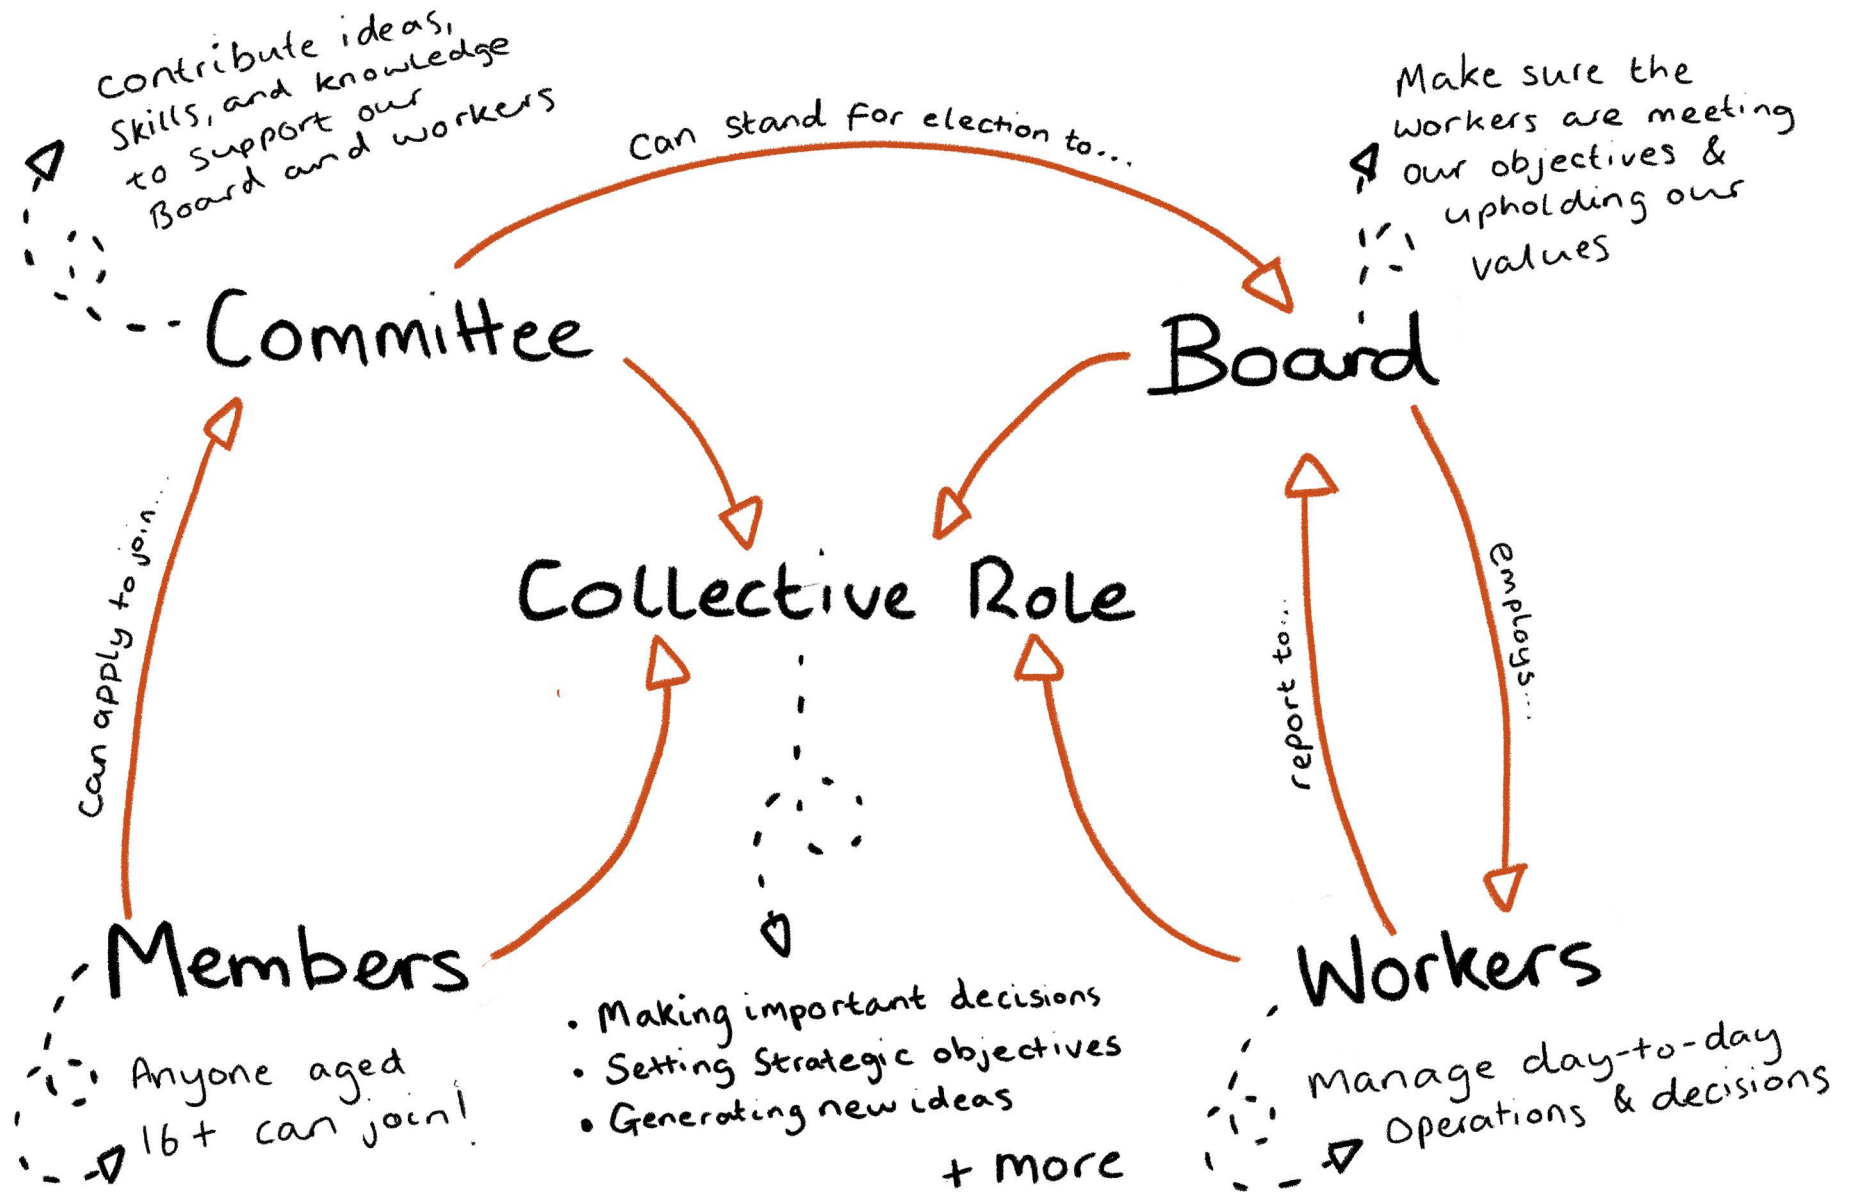 Contribute ideas,
Skills, and knowledge
to support our
Board and workers
Can stand for election to...
Make sure the
workers are meeting
our objectives &
upholding our
values
Committee
Board
Can apply to join...
Collective Role
report to...
employs...
Members
Workers
Anyone aged
16+ can join!
• Making important decisions
• Setting Strategic objectives
• Generating new ideas
+ more
Manage day-to-day
Operations & decisions